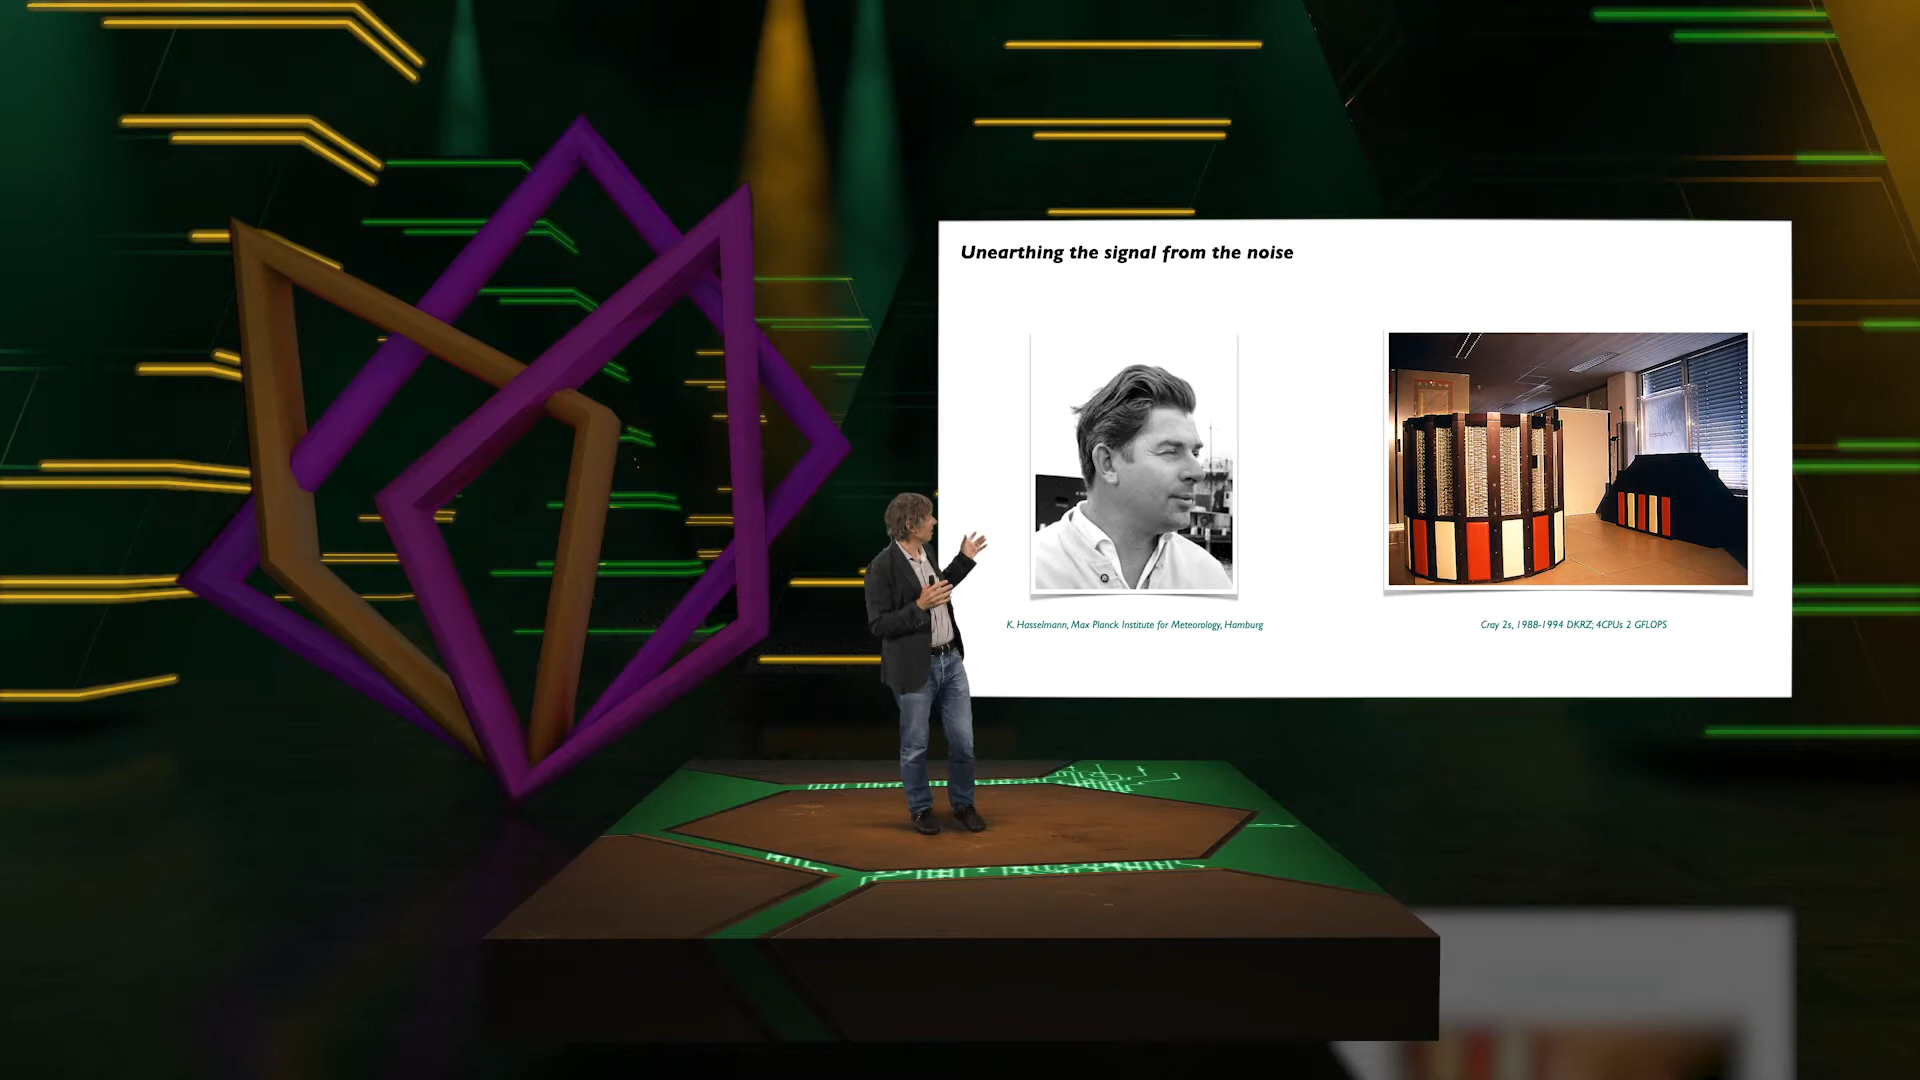 Unearthing the signal from the noise
K. Hasselmann, Max Planck Institute for Meteorology, Hamburg
Cray 2s, 1988-1994 DKRZ; 4CPUs 2 GFLOPS
CRAY